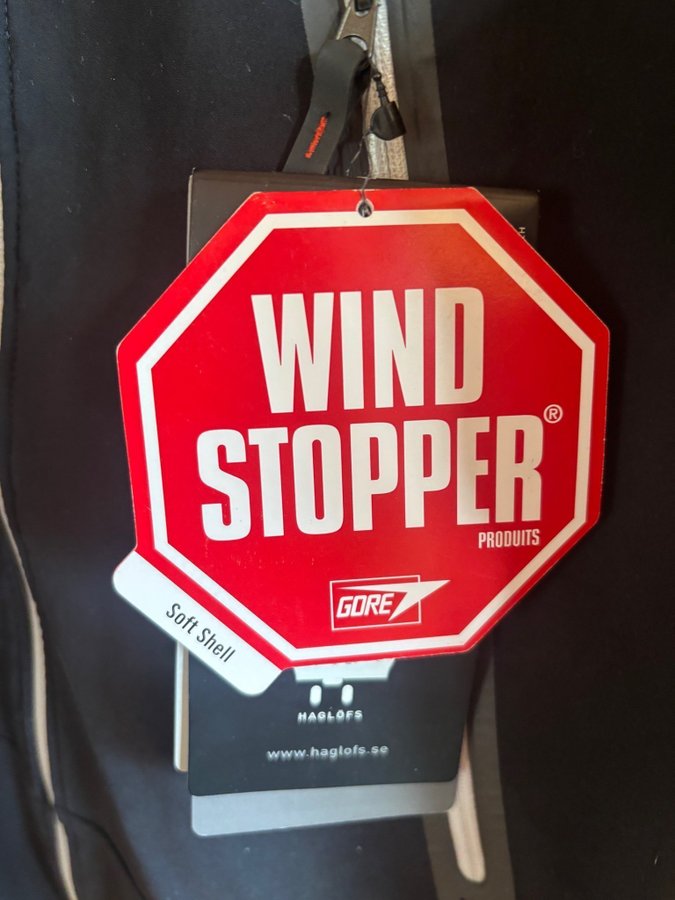 WIND
STOPPER®
PRODUITS
GORE
Soft Shell
HAGLÖFS
www.haglofs.se